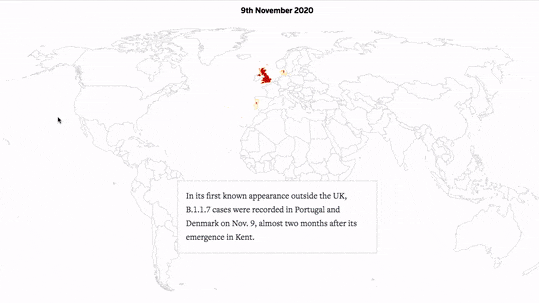 9th November 2020
In its first known appearance outside the UK,
B.1.1.7 cases were recorded in Portugal and
Denmark on Nov. 9, almost two months after its
emergence in Kent.